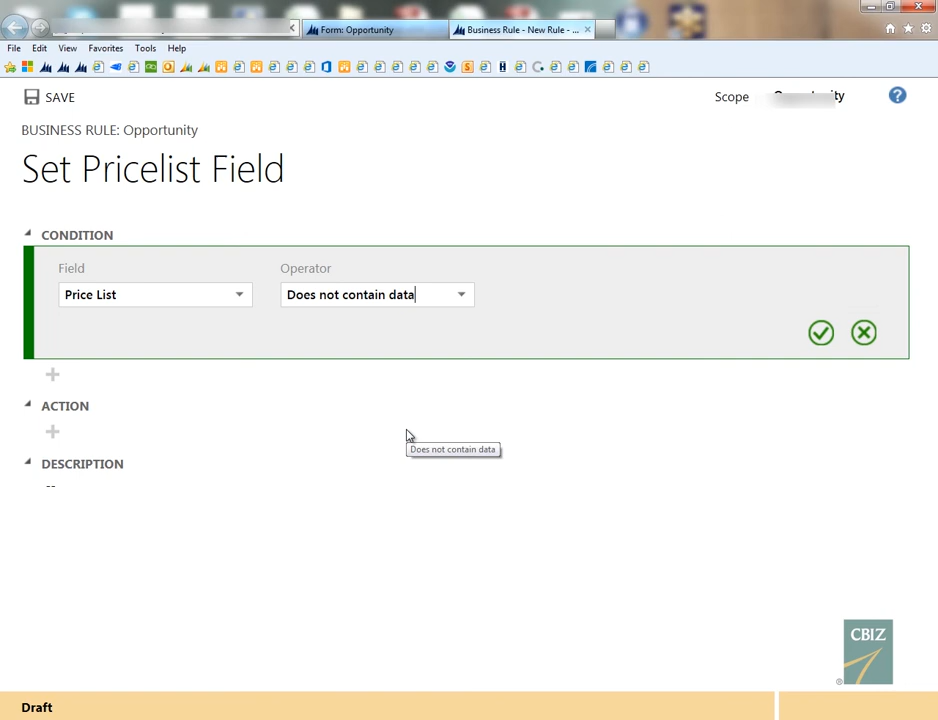 Form: Opportunity
Business Rule - New Rule - ...
File Edit View Favorites Tools Help
SAVE
Scope
BUSINESS RULE: Opportunity
Set Pricelist Field
CONDITION
Field Operator
Price List Does not contain data
ACTION
Does not contain data
DESCRIPTION
--
CBIZ
®
Draft